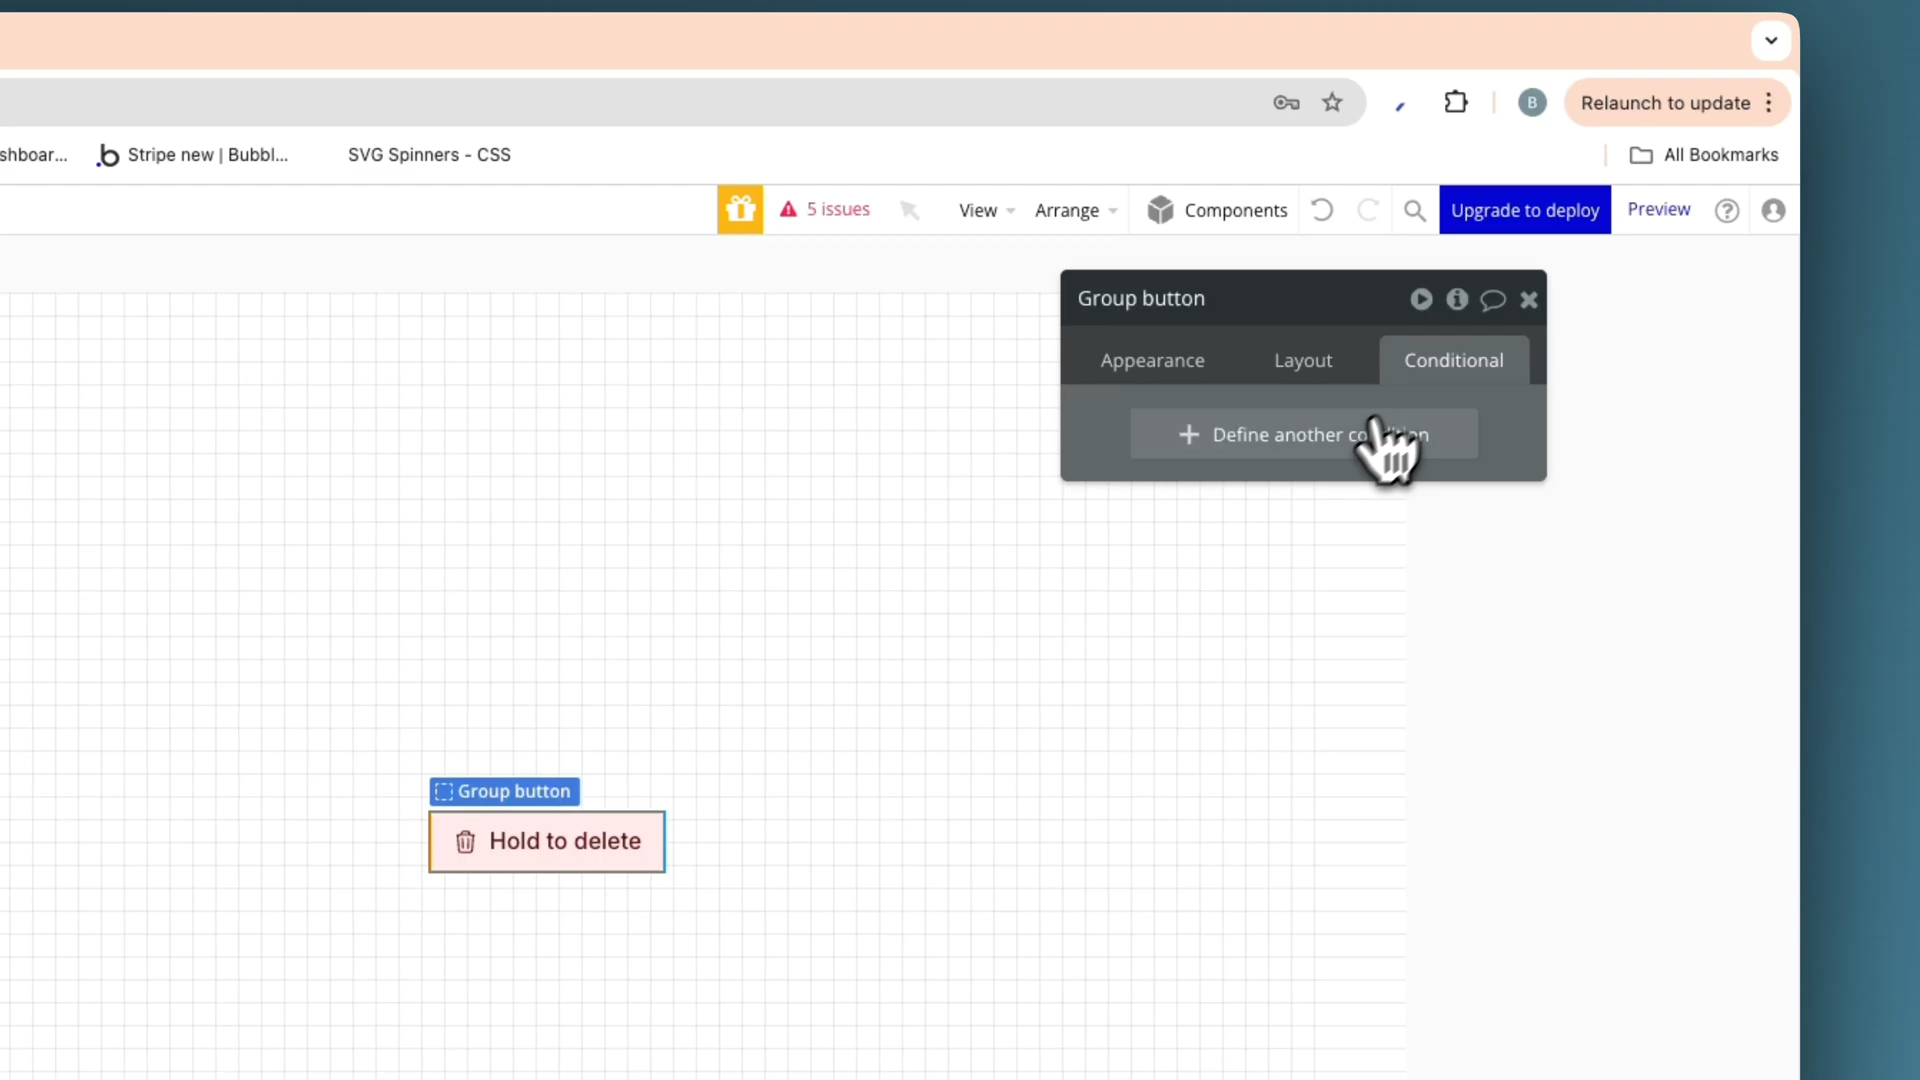 B
Relaunch to update
shboar...
Stripe new | Bubbl...
SVG Spinners - CSS
All Bookmarks
5 issues
View
Arrange
Components
Upgrade to deploy
Preview
Group button
Appearance
Layout
Conditional
Define another
Group button
Hold to delete